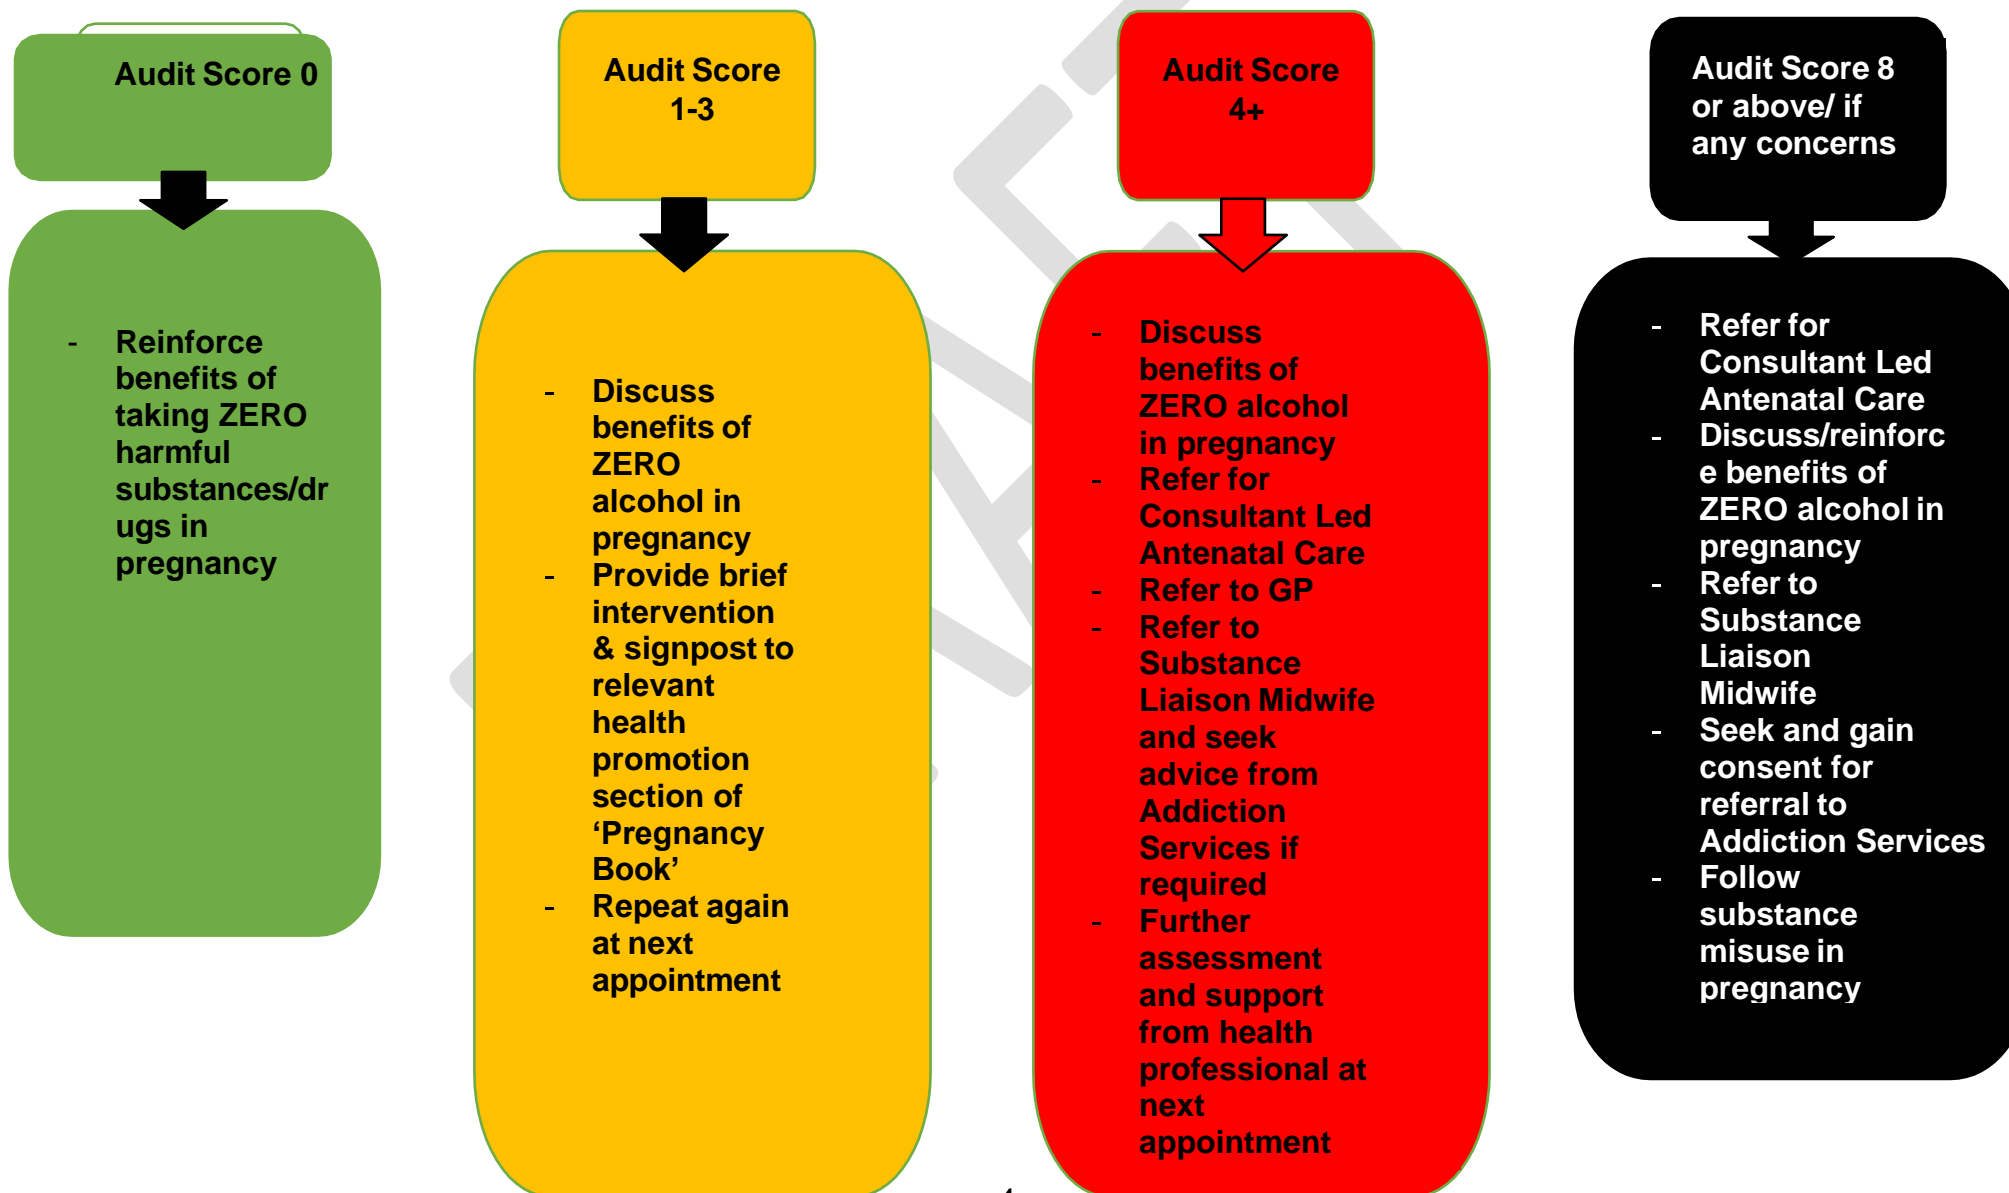 Audit Score 0
- Reinforce
benefits of
taking ZERO
harmful
substances/dr
ugs in
pregnancy
Audit Score
1-3
- Discuss
benefits of
ZERO
alcohol in
pregnancy
- Provide brief
intervention
& signpost to
relevant
health
promotion
section of
‘Pregnancy
Book’
- Repeat again
at next
appointment
Audit Score
4+
- Discuss
benefits of
ZERO alcohol
in pregnancy
- Refer for
Consultant Led
Antenatal Care
- Refer to GP
- Refer to
Substance
Liaison Midwife
and seek
advice from
Addiction
Services if
required
- Further
assessment
and support
from health
professional at
next
appointment
Audit Score 8
or above/ if
any concerns
- Refer for
Consultant Led
Antenatal Care
- Discuss/reinforc
e benefits of
ZERO alcohol in
pregnancy
- Refer to
Substance
Liaison
Midwife
- Seek and gain
consent for
referral to
Addiction Services
- Follow
substance
misuse in
pregnancy